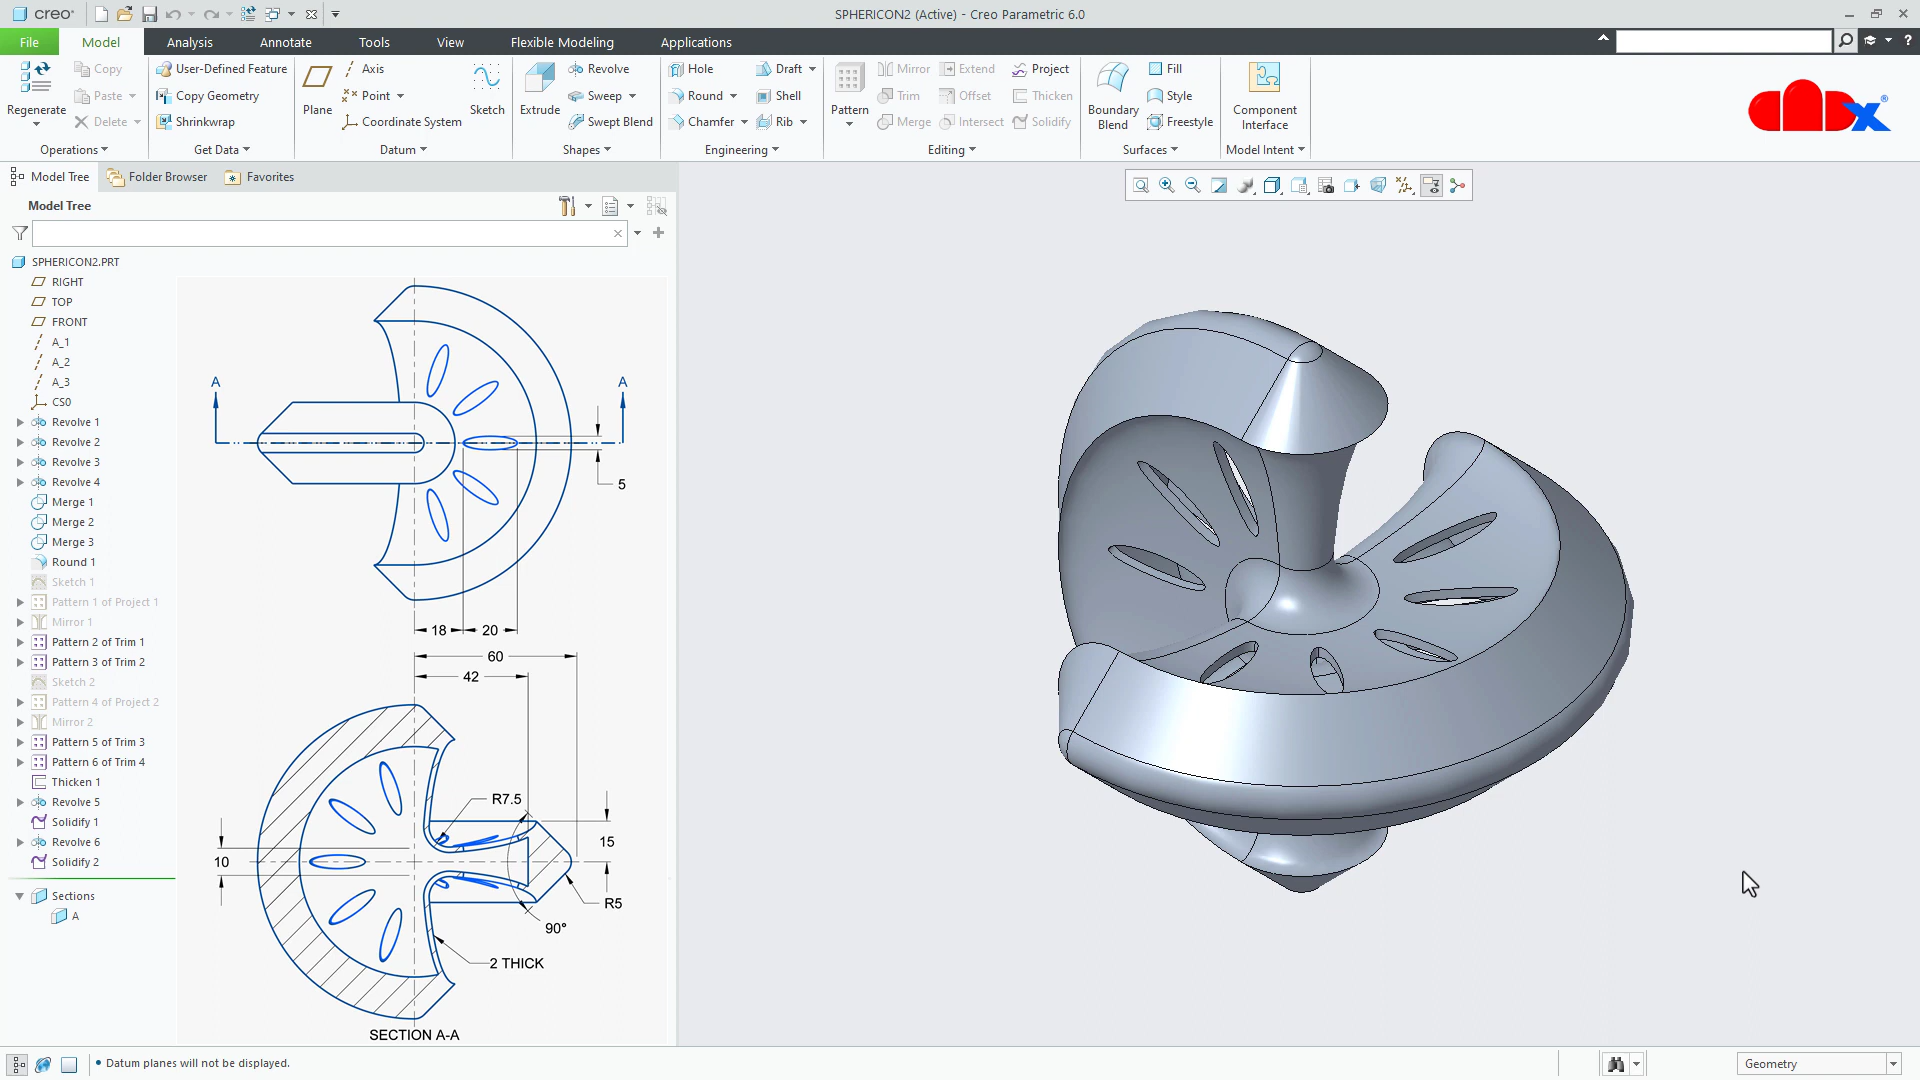 creo
SPHERICON2 (Active) - Creo Parametric 6.0
File Model Analysis Annotate Tools View Flexible Modeling Applications
Regenerate
Copy
Paste
Delete
Operations
User-Defined Feature
Copy Geometry
Shrinkwrap
Get Data
Plane
Axis
Point
Coordinate System
Sketch
Datum
Extrude
Revolve
Sweep
Swept Blend
Shapes
Hole
Round
Chamfer
Draft
Shell
Rib
Engineering
Pattern
Mirror
Trim
Merge
Extend
Offset
Intersect
Project
Thicken
Solidify
Editing
Boundary
Blend
Fill
Style
Freestyle
Surfaces
Component
Interface
Model Intent
Model Tree Folder Browser Favorites
Model Tree
SPHERICON2.PRT
RIGHT
TOP
FRONT
A_1
A_2
A_3
CS0
Revolve 1
Revolve 2
Revolve 3
Revolve 4
Merge 1
Merge 2
Merge 3
Round 1
Sketch 1
Pattern 1 of Project 1
Mirror 1
Pattern 2 of Trim 1
Pattern 3 of Trim 2
Sketch 2
Pattern 4 of Project 2
Mirror 2
Pattern 5 of Trim 3
Pattern 6 of Trim 4
Thicken 1
Revolve 5
Solidify 1
Revolve 6
Solidify 2
Sections
A
A A
5
18 20
60
42
R7.5
15
10
R5
90°
2 THICK
SECTION A-A
Datum planes will not be displayed.
Geometry